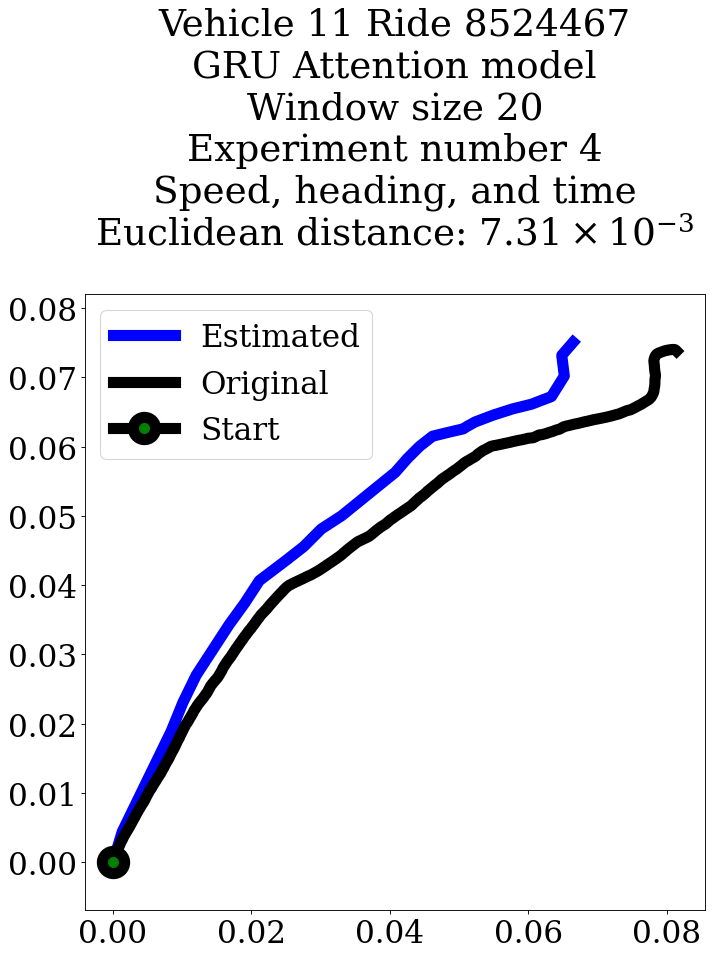 Vehicle 11 Ride 8524467
GRU Attention model
Window size 20
Experiment number 4
Speed, heading, and time
Euclidean distance: 7.31 × 10⁻³
0.08
0.07
0.06
0.05
0.04
0.03
0.02
0.01
0.00
Estimated
Original
Start
0.00 0.02 0.04 0.06 0.08